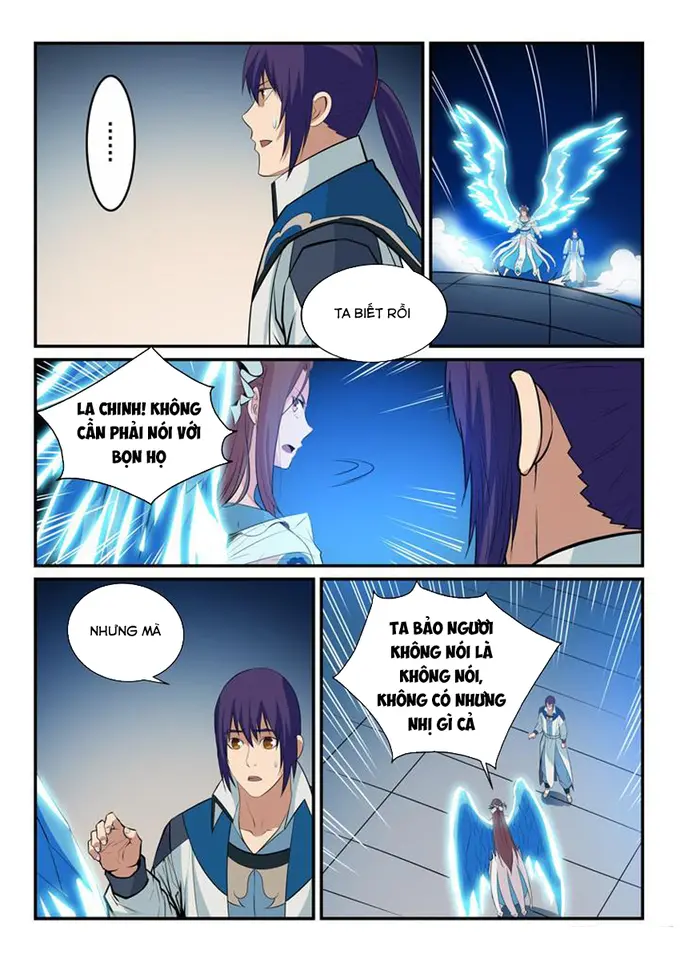 ......
TA BIẾT RỒI
LA CHINH! KHÔNG
CẦN PHẢI NÓI VỚI
BỌN HỌ
NHƯNG MÀ
TA BẢO NGƯƠI
KHÔNG NÓI LÀ
KHÔNG NÓI,
KHÔNG CÓ NHƯNG
NHỊ GÌ CẢ